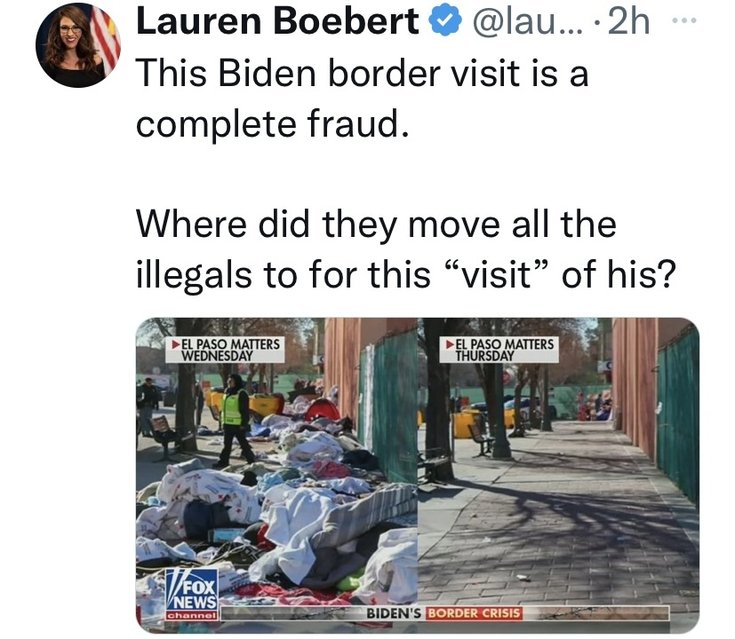 Lauren Boebert @lau... · 2h ...
This Biden border visit is a
complete fraud.
Where did they move all the
illegals to for this “visit” of his?
EL PASO MATTERS
WEDNESDAY
EL PASO MATTERS
THURSDAY
FOX
NEWS
channel
BIDEN'S BORDER CRISIS